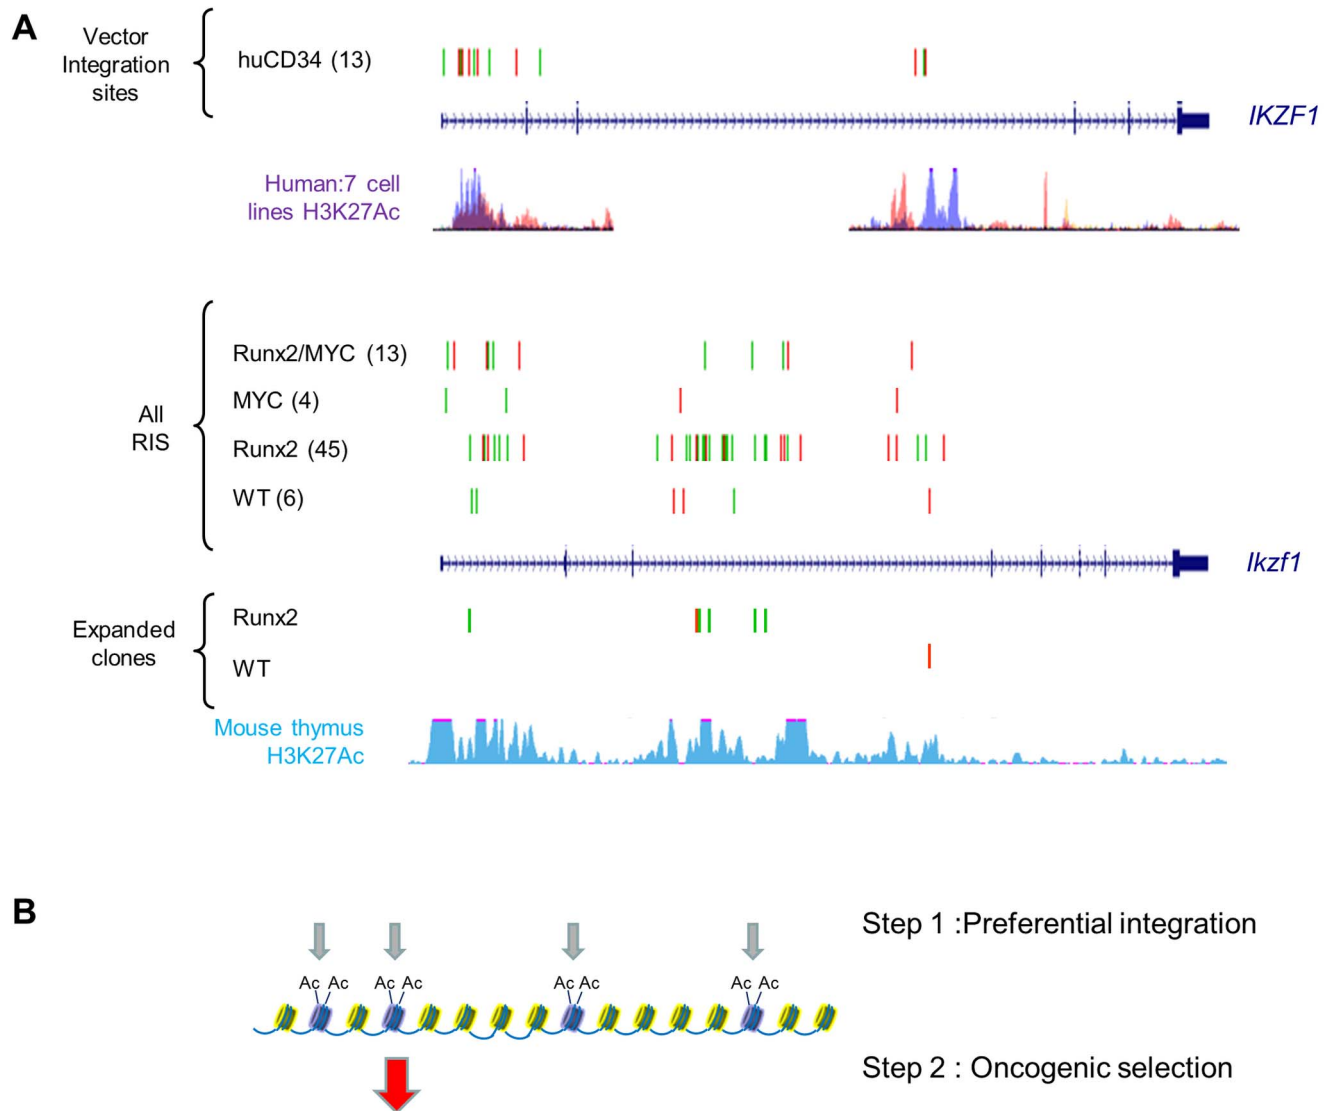 A
Vector
Integration
sites
huCD34 (13)
IKZF1
Human:7 cell
lines H3K27Ac
All
RIS
Runx2/MYC (13)
MYC (4)
Runx2 (45)
WT (6)
Ikzf1
Expanded
clones
Runx2
WT
Mouse thymus
H3K27Ac
B
Step 1 :Preferential integration
Ac Ac Ac Ac Ac Ac Ac Ac
Step 2 : Oncogenic selection